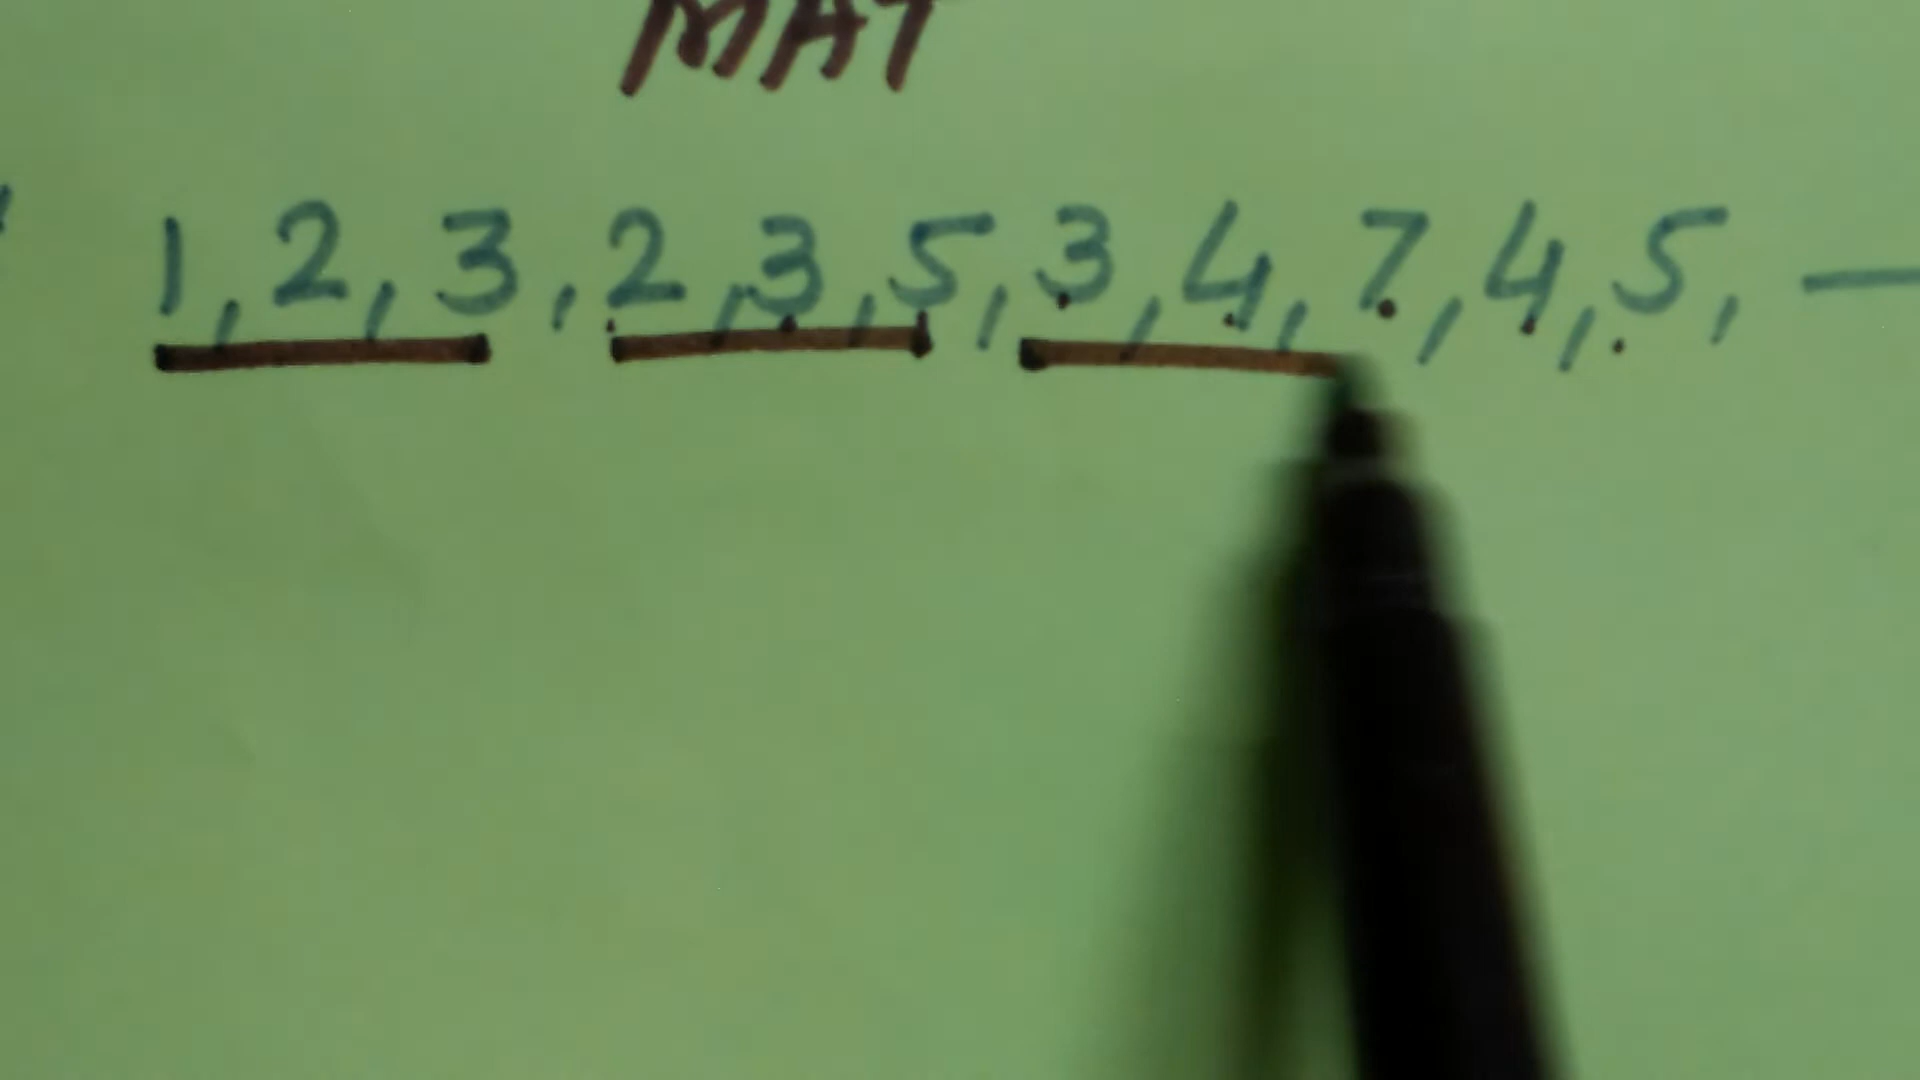 MAT
1, 2, 3, 2, 3, 5, 3, 4, 7, 4, 5, —